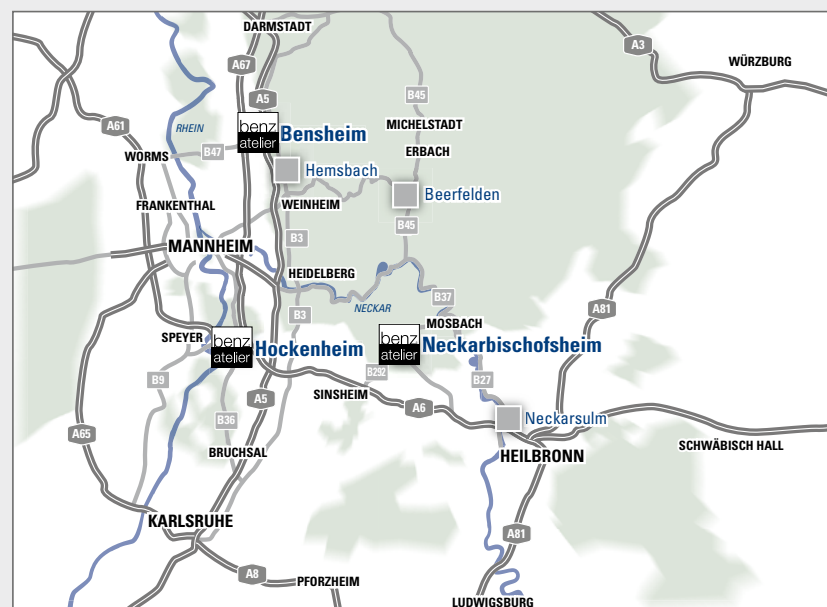 DARMSTADT
A3
WÜRZBURG
A67
A5
B45
benz
atelier
Bensheim
A61
RHEIN
MICHELSTADT
ERBACH
WORMS
B47
Hemsbach
Beerfelden
FRANKENTHAL
WEINHEIM
B45
B3
MANNHEIM
HEIDELBERG
B37
NECKAR
B3
A81
MOSBACH
SPEYER
benz
atelier
Hockenheim
benz
atelier
Neckarbischofsheim
B9
B292
B27
SINSHEIM
A5
A6
B36
Neckarsulm
A65
SCHWÄBISCH HALL
BRUCHSAL
HEILBRONN
KARLSRUHE
A81
A8
PFORZHEIM
LUDWIGSBURG